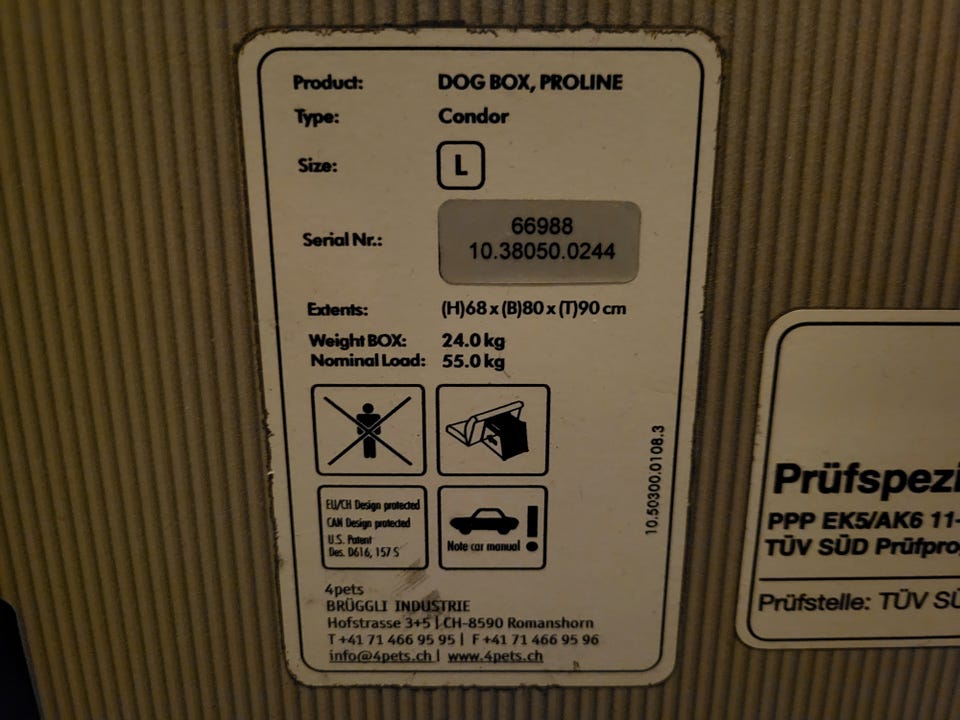 Product: DOG BOX, PROLINE
Type: Condor
Size: L
Serial Nr.: 66988
10.38050.0244
Extents: (H)68 x (B)80 x (T)90 cm
Weight BOX: 24.0 kg
Nominal Load: 55.0 kg
EU/CH Design protected
CAN Design protected
U.S. Patent
Des. D616, 157 S
Note car manual
!
10.50300.0108.3
4pets
BRÜGGLI INDUSTRIE
Hofstrasse 3+5 | CH-8590 Romanshorn
T +41 71 466 95 95 | F +41 71 466 95 96
info@4pets.ch | www.4pets.ch
Prüfspezi
PPP EK5/AK6 11-
TÜV SÜD Prüfpro
Prüfstelle: TÜV SÜ